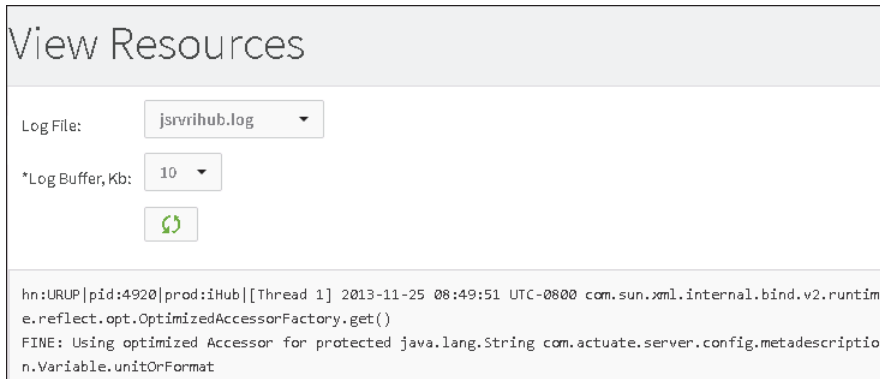 View Resources
Log File: jsrvrihub.log
*Log Buffer, Kb: 10
hn:URUP|pid:4920|prod:iHub|[Thread 1] 2013-11-25 08:49:51 UTC-0800 com.sun.xml.internal.bind.v2.runtim
e.reflect.opt.OptimizedAccessorFactory.get()
FINE: Using optimized Accessor for protected java.lang.String com.actuate.server.config.metadescriptio
n.Variable.unitOrFormat